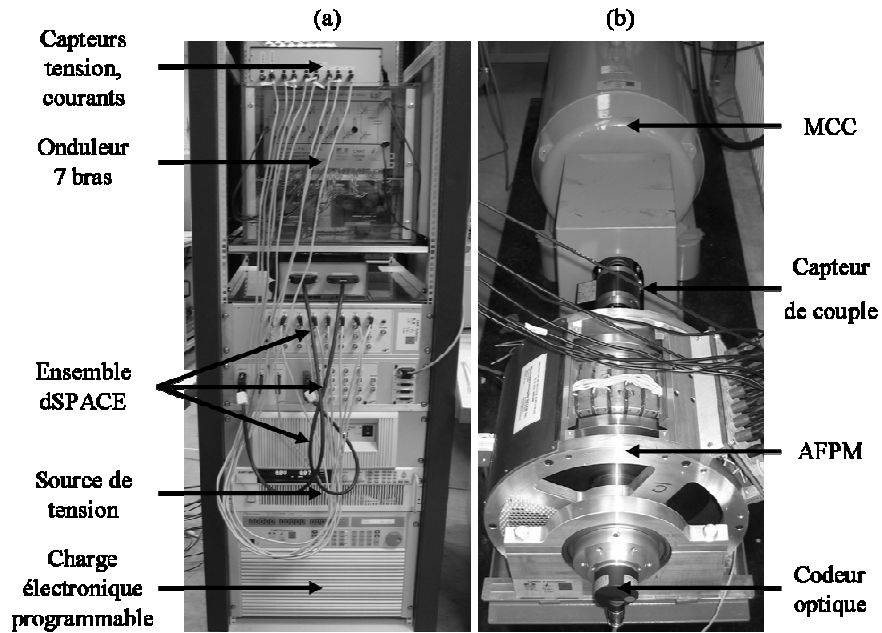 (a)
(b)
Capteurs
tension,
courants
Onduleur
7 bras
Ensemble
dSPACE
Source de
tension
Charge
électronique
programmable
MCC
Capteur
de couple
AFPM
Codeur
optique